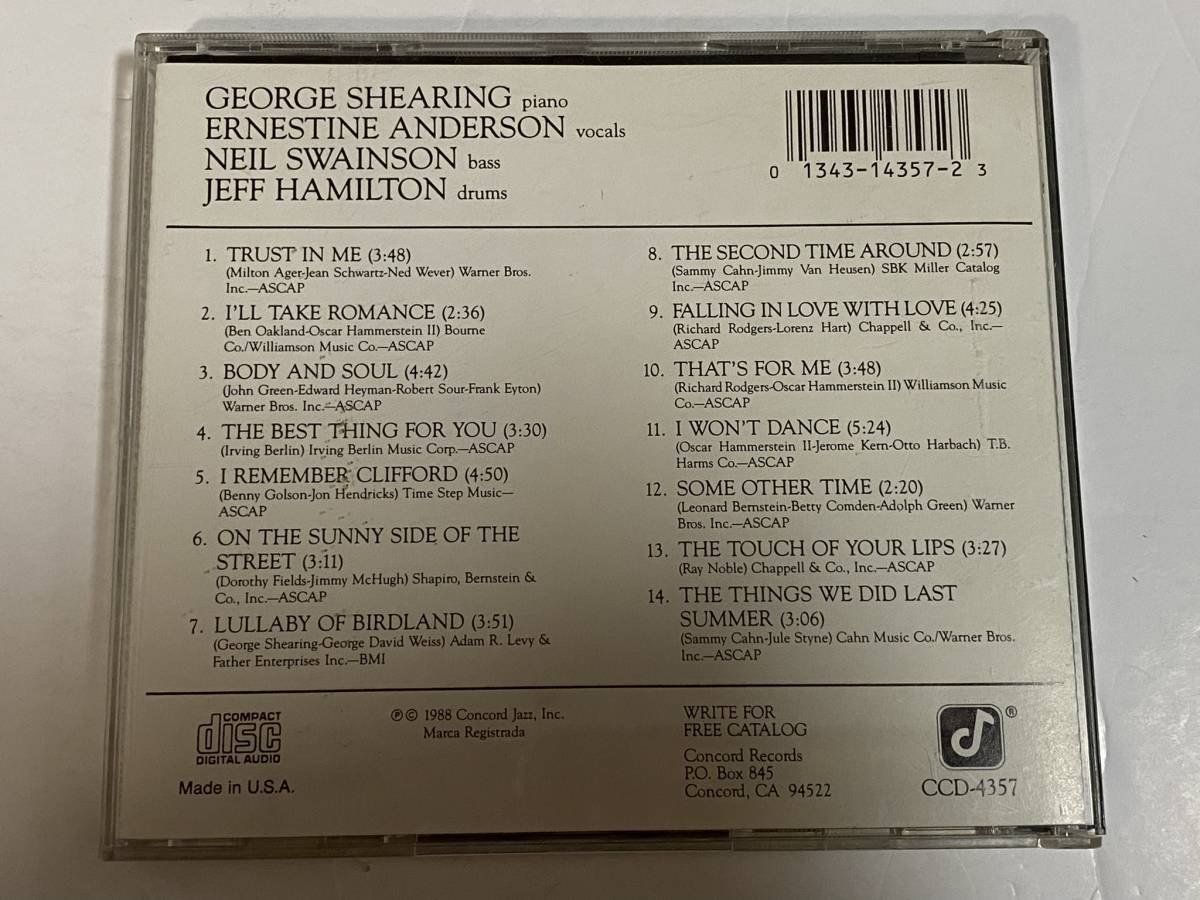 GEORGE SHEARING piano
ERNESTINE ANDERSON vocals
NEIL SWAINSON bass
JEFF HAMILTON drums
0 1343-14357-2 3
1. TRUST IN ME (3:48)
(Milton Ager-Jean Schwartz-Ned Wever) Warner Bros.
Inc.—ASCAP
2. I'LL TAKE ROMANCE (2:36)
(Ben Oakland-Oscar Hammerstein II) Bourne
Co./Williamson Music Co.—ASCAP
3. BODY AND SOUL (4:42)
(John Green-Edward Heyman-Robert Sour-Frank Eyton)
Warner Bros. Inc.—ASCAP
4. THE BEST THING FOR YOU (3:30)
(Irving Berlin) Irving Berlin Music Corp.—ASCAP
5. I REMEMBER CLIFFORD (4:50)
(Benny Golson-Jon Hendricks) Time Step Music—
ASCAP
6. ON THE SUNNY SIDE OF THE
STREET (3:11)
(Dorothy Fields-Jimmy McHugh) Shapiro, Bernstein &
Co., Inc.—ASCAP
7. LULLABY OF BIRDLAND (3:51)
(George Shearing-George David Weiss) Adam R. Levy &
Father Enterprises Inc.—BMI
8. THE SECOND TIME AROUND (2:57)
(Sammy Cahn-Jimmy Van Heusen) SBK Miller Catalog
Inc.—ASCAP
9. FALLING IN LOVE WITH LOVE (4:25)
(Richard Rodgers-Lorenz Hart) Chappell & Co., Inc.—
ASCAP
10. THAT'S FOR ME (3:48)
(Richard Rodgers-Oscar Hammerstein II) Williamson Music
Co.—ASCAP
11. I WON'T DANCE (5:24)
(Oscar Hammerstein II-Jerome Kern-Otto Harbach) T.B.
Harms Co.—ASCAP
12. SOME OTHER TIME (2:20)
(Leonard Bernstein-Betty Comden-Adolph Green) Warner
Bros. Inc.—ASCAP
13. THE TOUCH OF YOUR LIPS (3:27)
(Ray Noble) Chappell & Co., Inc.—ASCAP
14. THE THINGS WE DID LAST
SUMMER (3:06)
(Sammy Cahn-Jule Styne) Cahn Music Co./Warner Bros.
Inc.—ASCAP
COMPACT
disc
DIGITAL AUDIO
Made in U.S.A.
℗© 1988 Concord Jazz, Inc.
Marca Registrada
WRITE FOR
FREE CATALOG
Concord Records
P.O. Box 845
Concord, CA 94522
®
CCD-4357